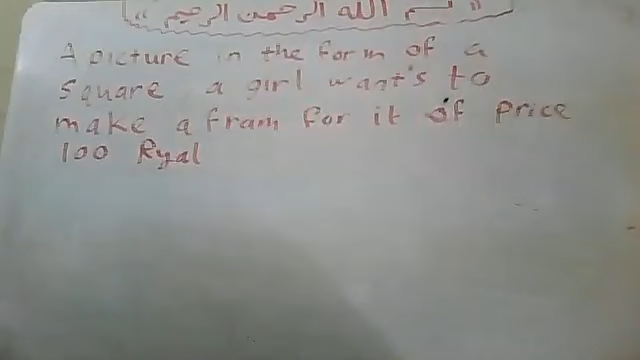 "بسم الله الرحمن الرحيم"
A picture in the form of a
square a girl want's to
make a fram for it of price
100 Ryal